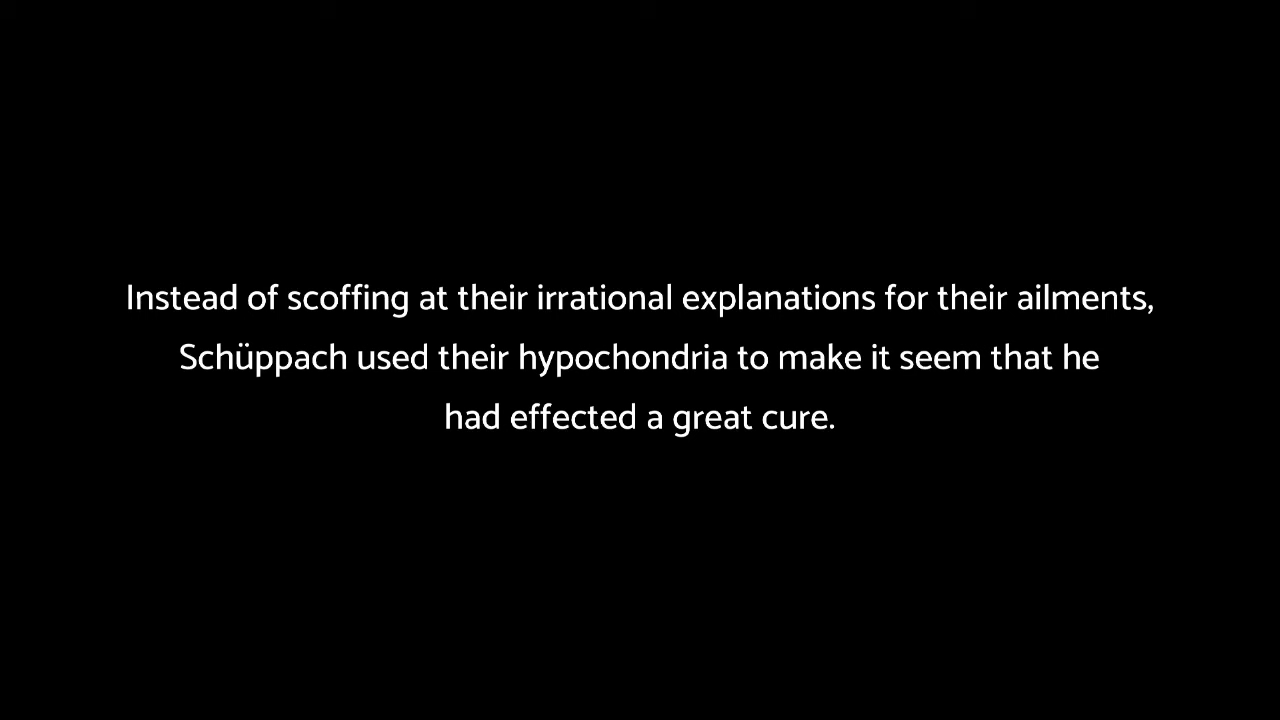 Instead of scoffing at their irrational explanations for their ailments,
Schüppach used their hypochondria to make it seem that he
had effected a great cure.